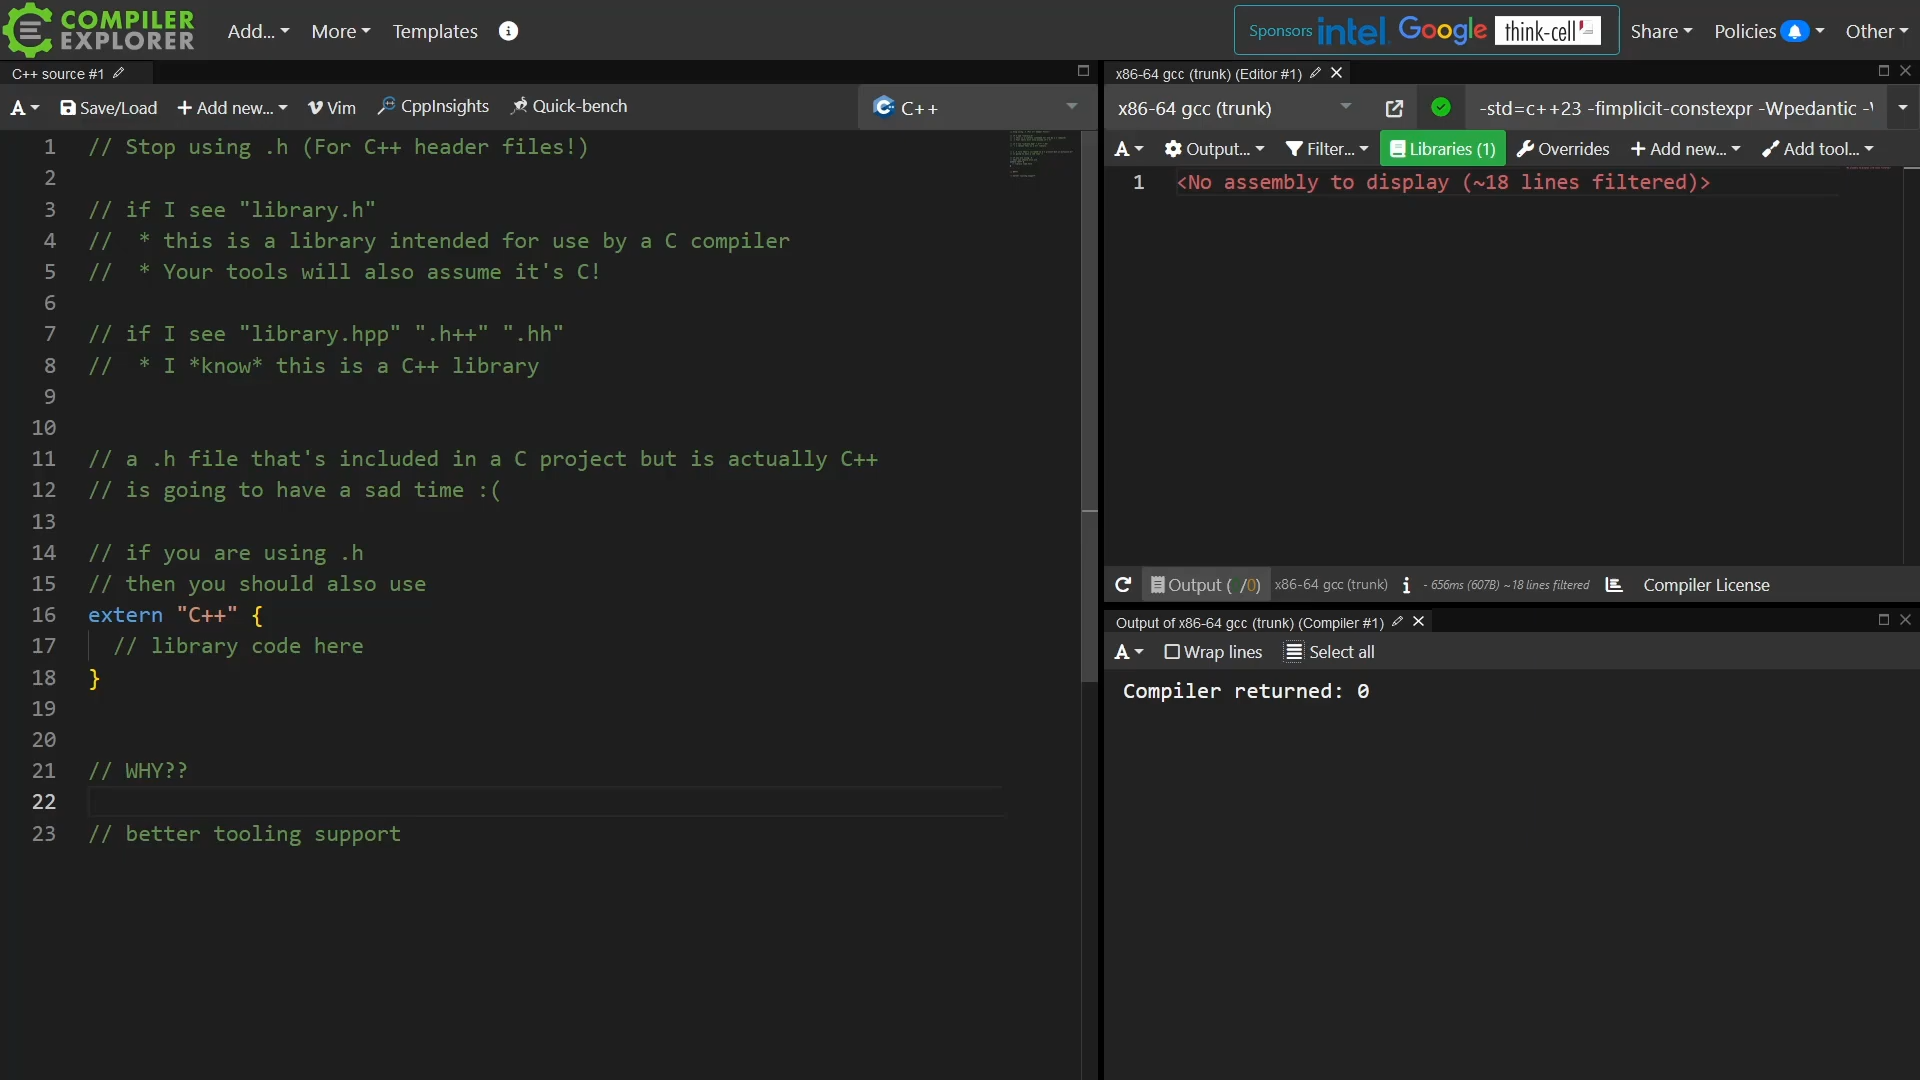 COMPILER
EXPLORER
Add...
More
Templates
Sponsors intel. Google think-cell
Share
Policies
Other
C++ source #1
A
Save/Load
Add new...
Vim
CppInsights
Quick-bench
C++
1 // Stop using .h (For C++ header files!)
2
3 // if I see "library.h"
4 //  * this is a library intended for use by a C compiler
5 //  * Your tools will also assume it's C!
6
7 // if I see "library.hpp" ".h++" ".hh"
8 //  * I *know* this is a C++ library
9
10
11 // a .h file that's included in a C project but is actually C++
12 // is going to have a sad time :(
13
14 // if you are using .h
15 // then you should also use
16 extern "C++" {
17   // library code here
18 }
19
20
21 // WHY??
22
23 // better tooling support
x86-64 gcc (trunk) (Editor #1)
x86-64 gcc (trunk)
-std=c++23 -fimplicit-constexpr -Wpedantic -
A
Output...
Filter...
Libraries (1)
Overrides
Add new...
Add tool...
1 <No assembly to display (~18 lines filtered)>
Output ( /0) x86-64 gcc (trunk) - 656ms (607B) ~18 lines filtered Compiler License
Output of x86-64 gcc (trunk) (Compiler #1)
A
Wrap lines
Select all
Compiler returned: 0